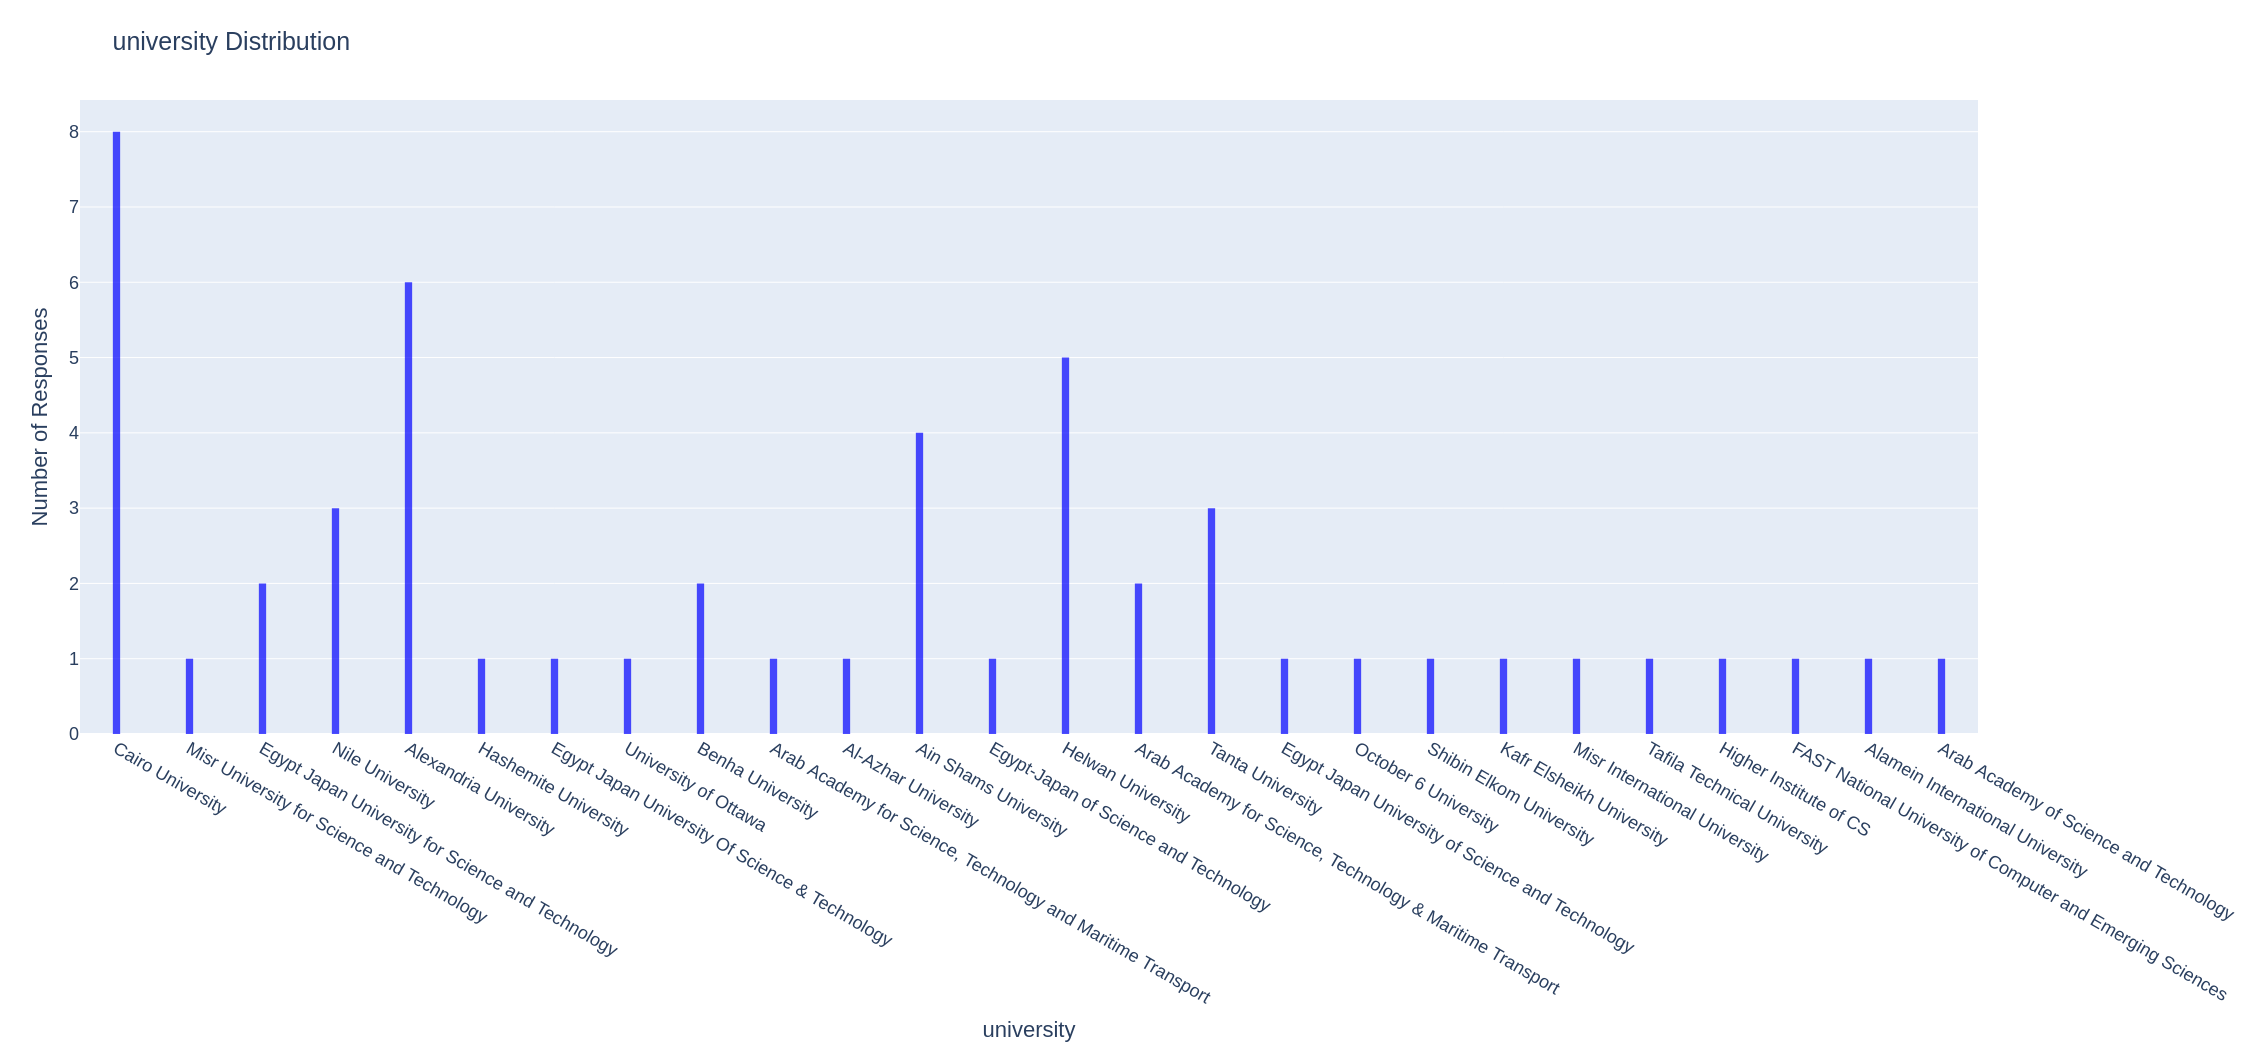 university Distribution
Number of Responses
8
7
6
5
4
3
2
1
0
Cairo University
Misr University for Science and Technology
Egypt Japan University for Science and Technology
Nile University
Alexandria University
Hashemite University
Egypt Japan University Of Science & Technology
University of Ottawa
Benha University
Arab Academy for Science, Technology and Maritime Transport
Al-Azhar University
Ain Shams University
Egypt-Japan of Science and Technology
Helwan University
Arab Academy for Science, Technology & Maritime Transport
Tanta University
Egypt Japan University of Science and Technology
October 6 University
Shibin Elkom University
Kafr Elsheikh University
Misr International University
Tafila Technical University
Higher Institute of CS
FAST National University of Computer and Emerging Sciences
Alamein International University
Arab Academy of Science and Technology
university